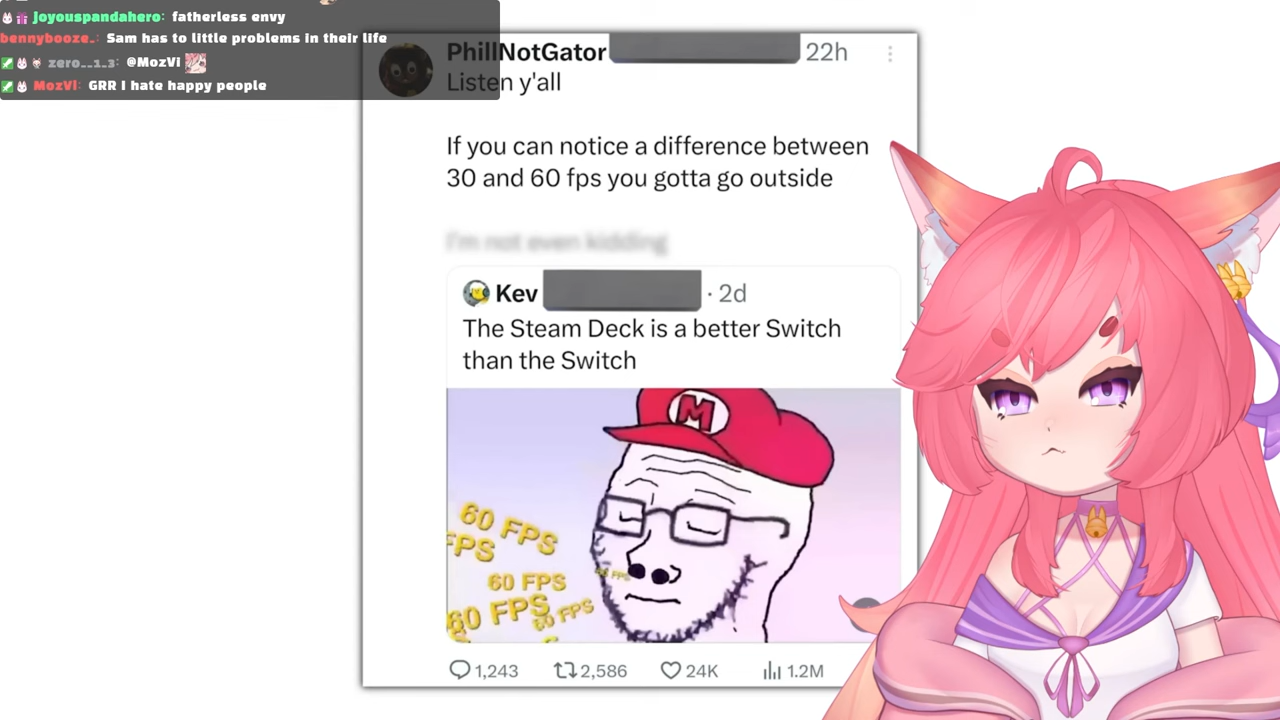 joyouspandahero: fatherless envy
bennybooze_: Sam has to little problems in their life
zero__1_3: @MozVi
MozVi: GRR I hate happy people
PhillNotGator 22h
Listen y'all
If you can notice a difference between
30 and 60 fps you gotta go outside
I'm not even kidding
Kev · 2d
The Steam Deck is a better Switch
than the Switch
M
60 FPS
FPS
60 FPS
60 FPS
60 FPS
1,243 2,586 24K 1.2M